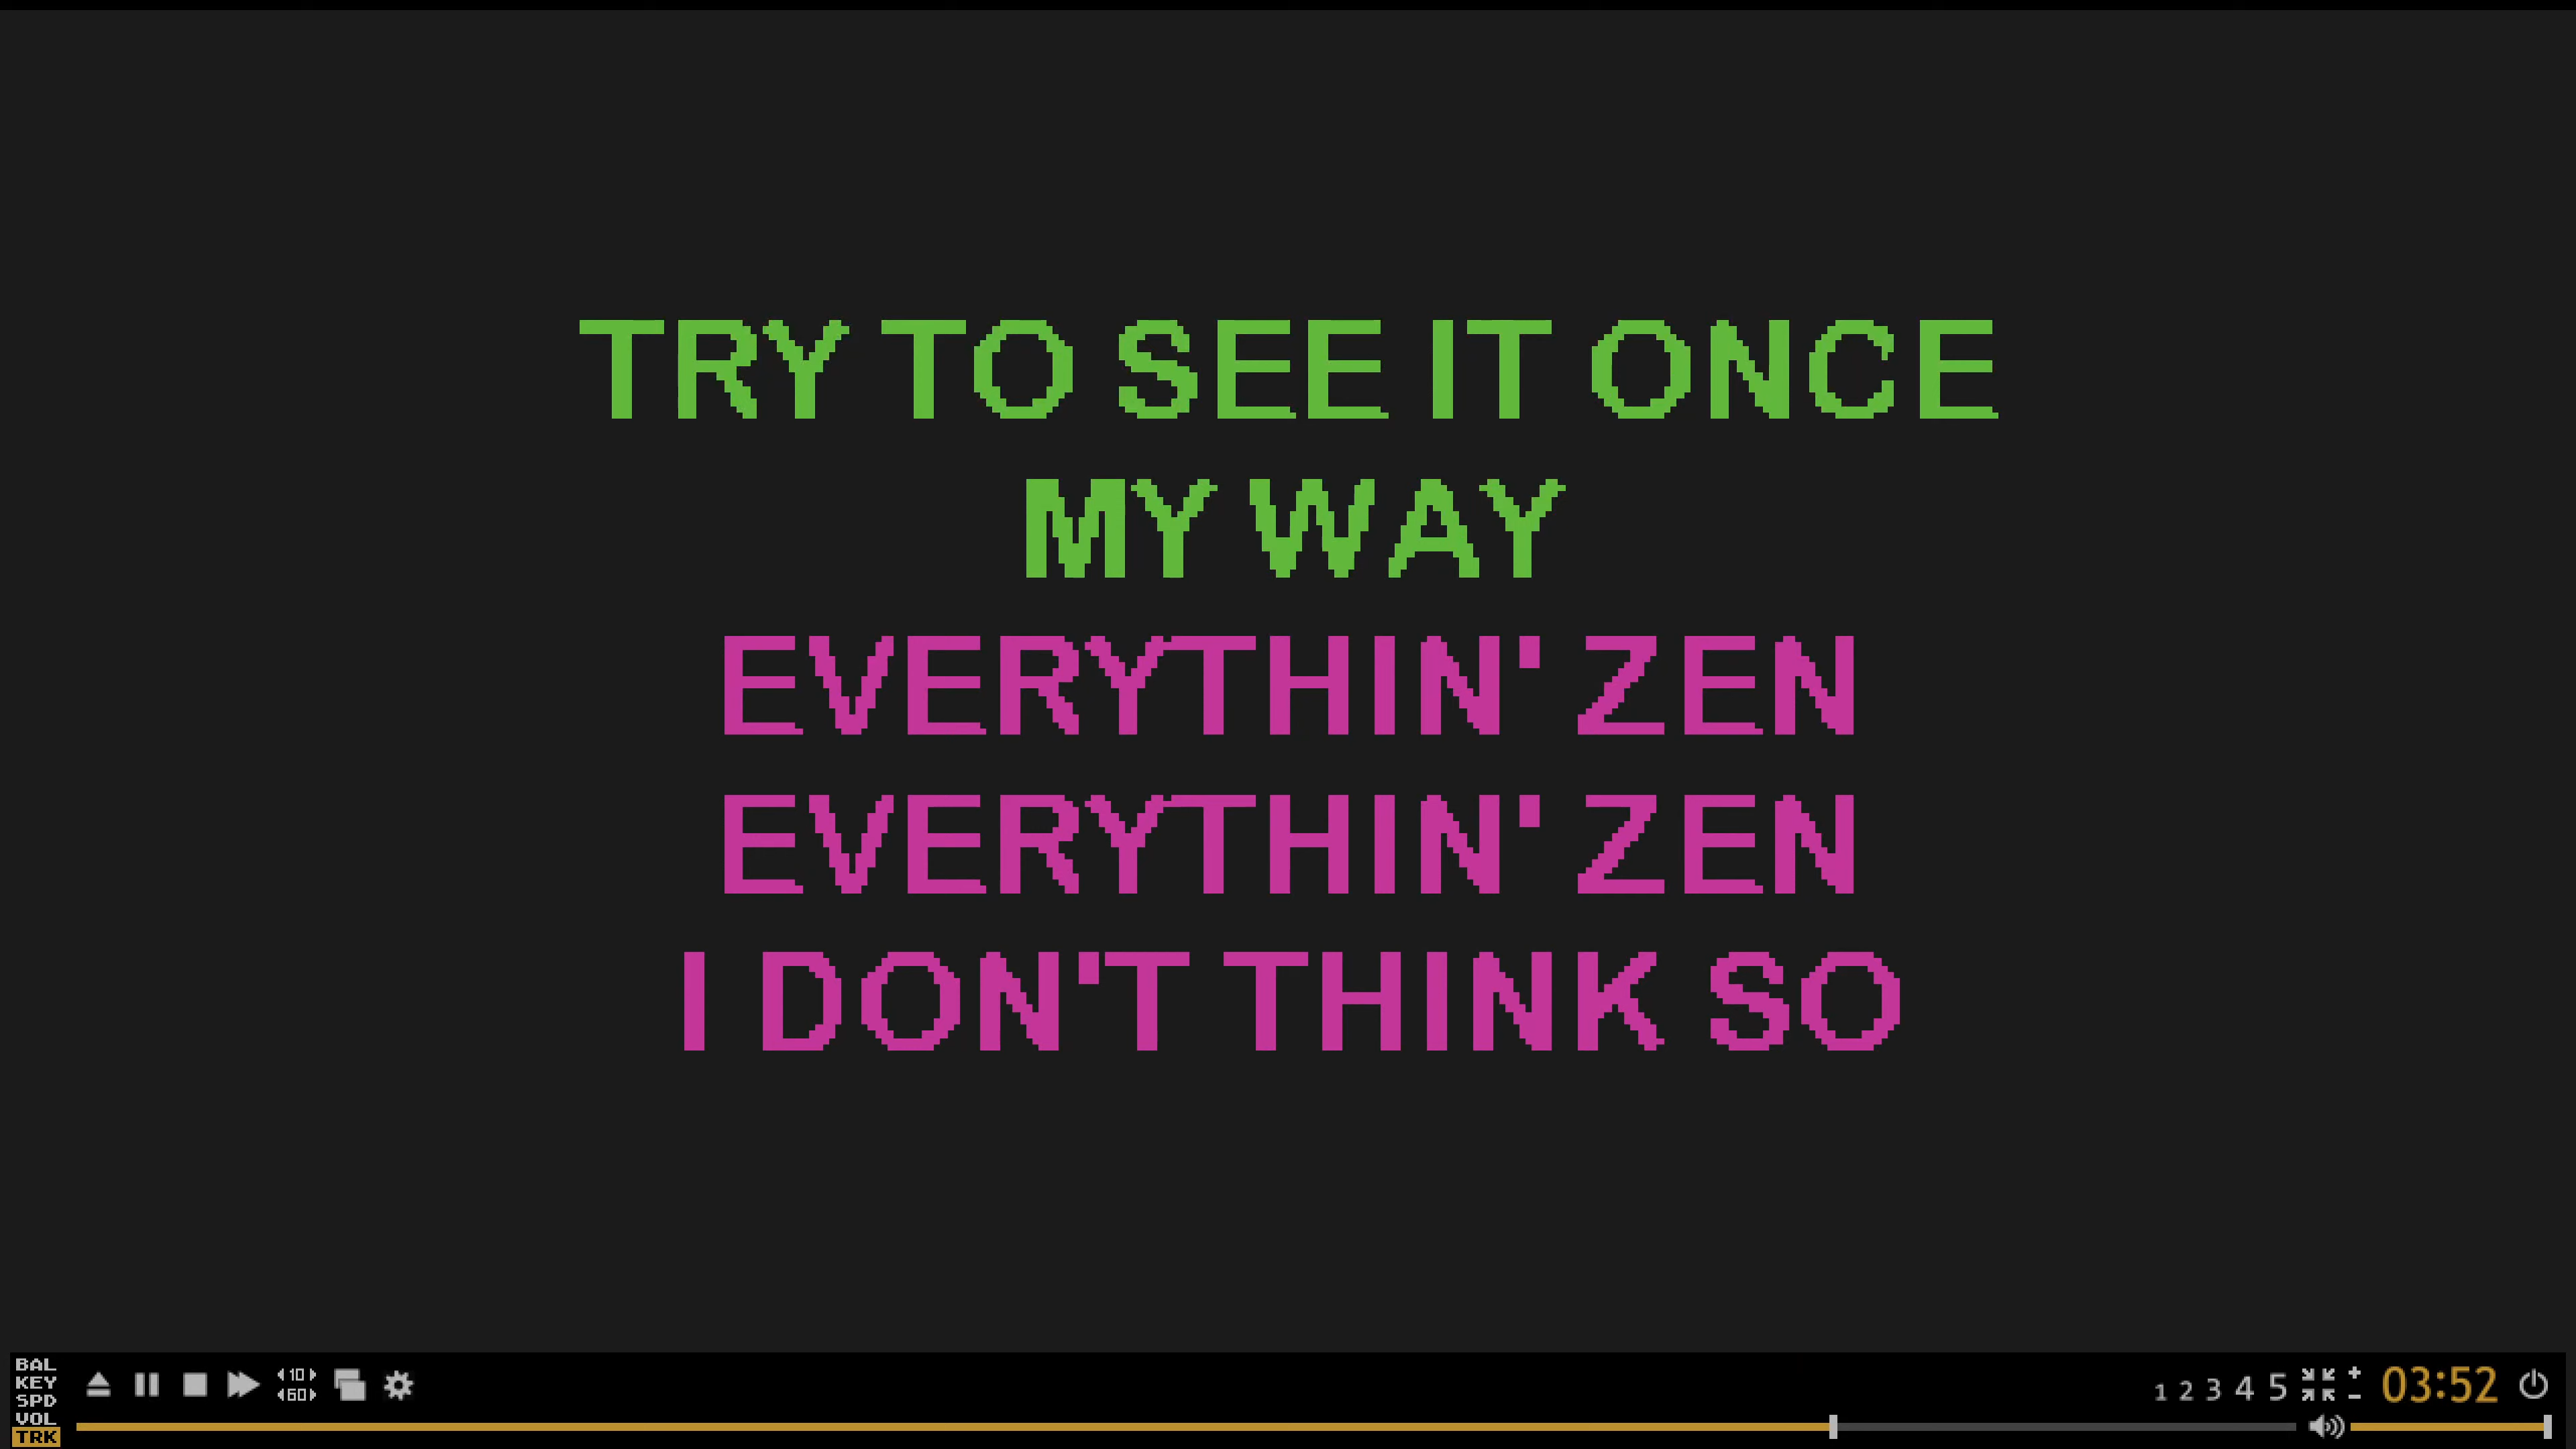 TRY TO SEE IT ONCE
MY WAY
EVERYTHIN' ZEN
EVERYTHIN' ZEN
I DON'T THINK SO
BAL
KEY
SPD
VOL
TRK
10
60
1 2 3 4 5
+
-
03:52